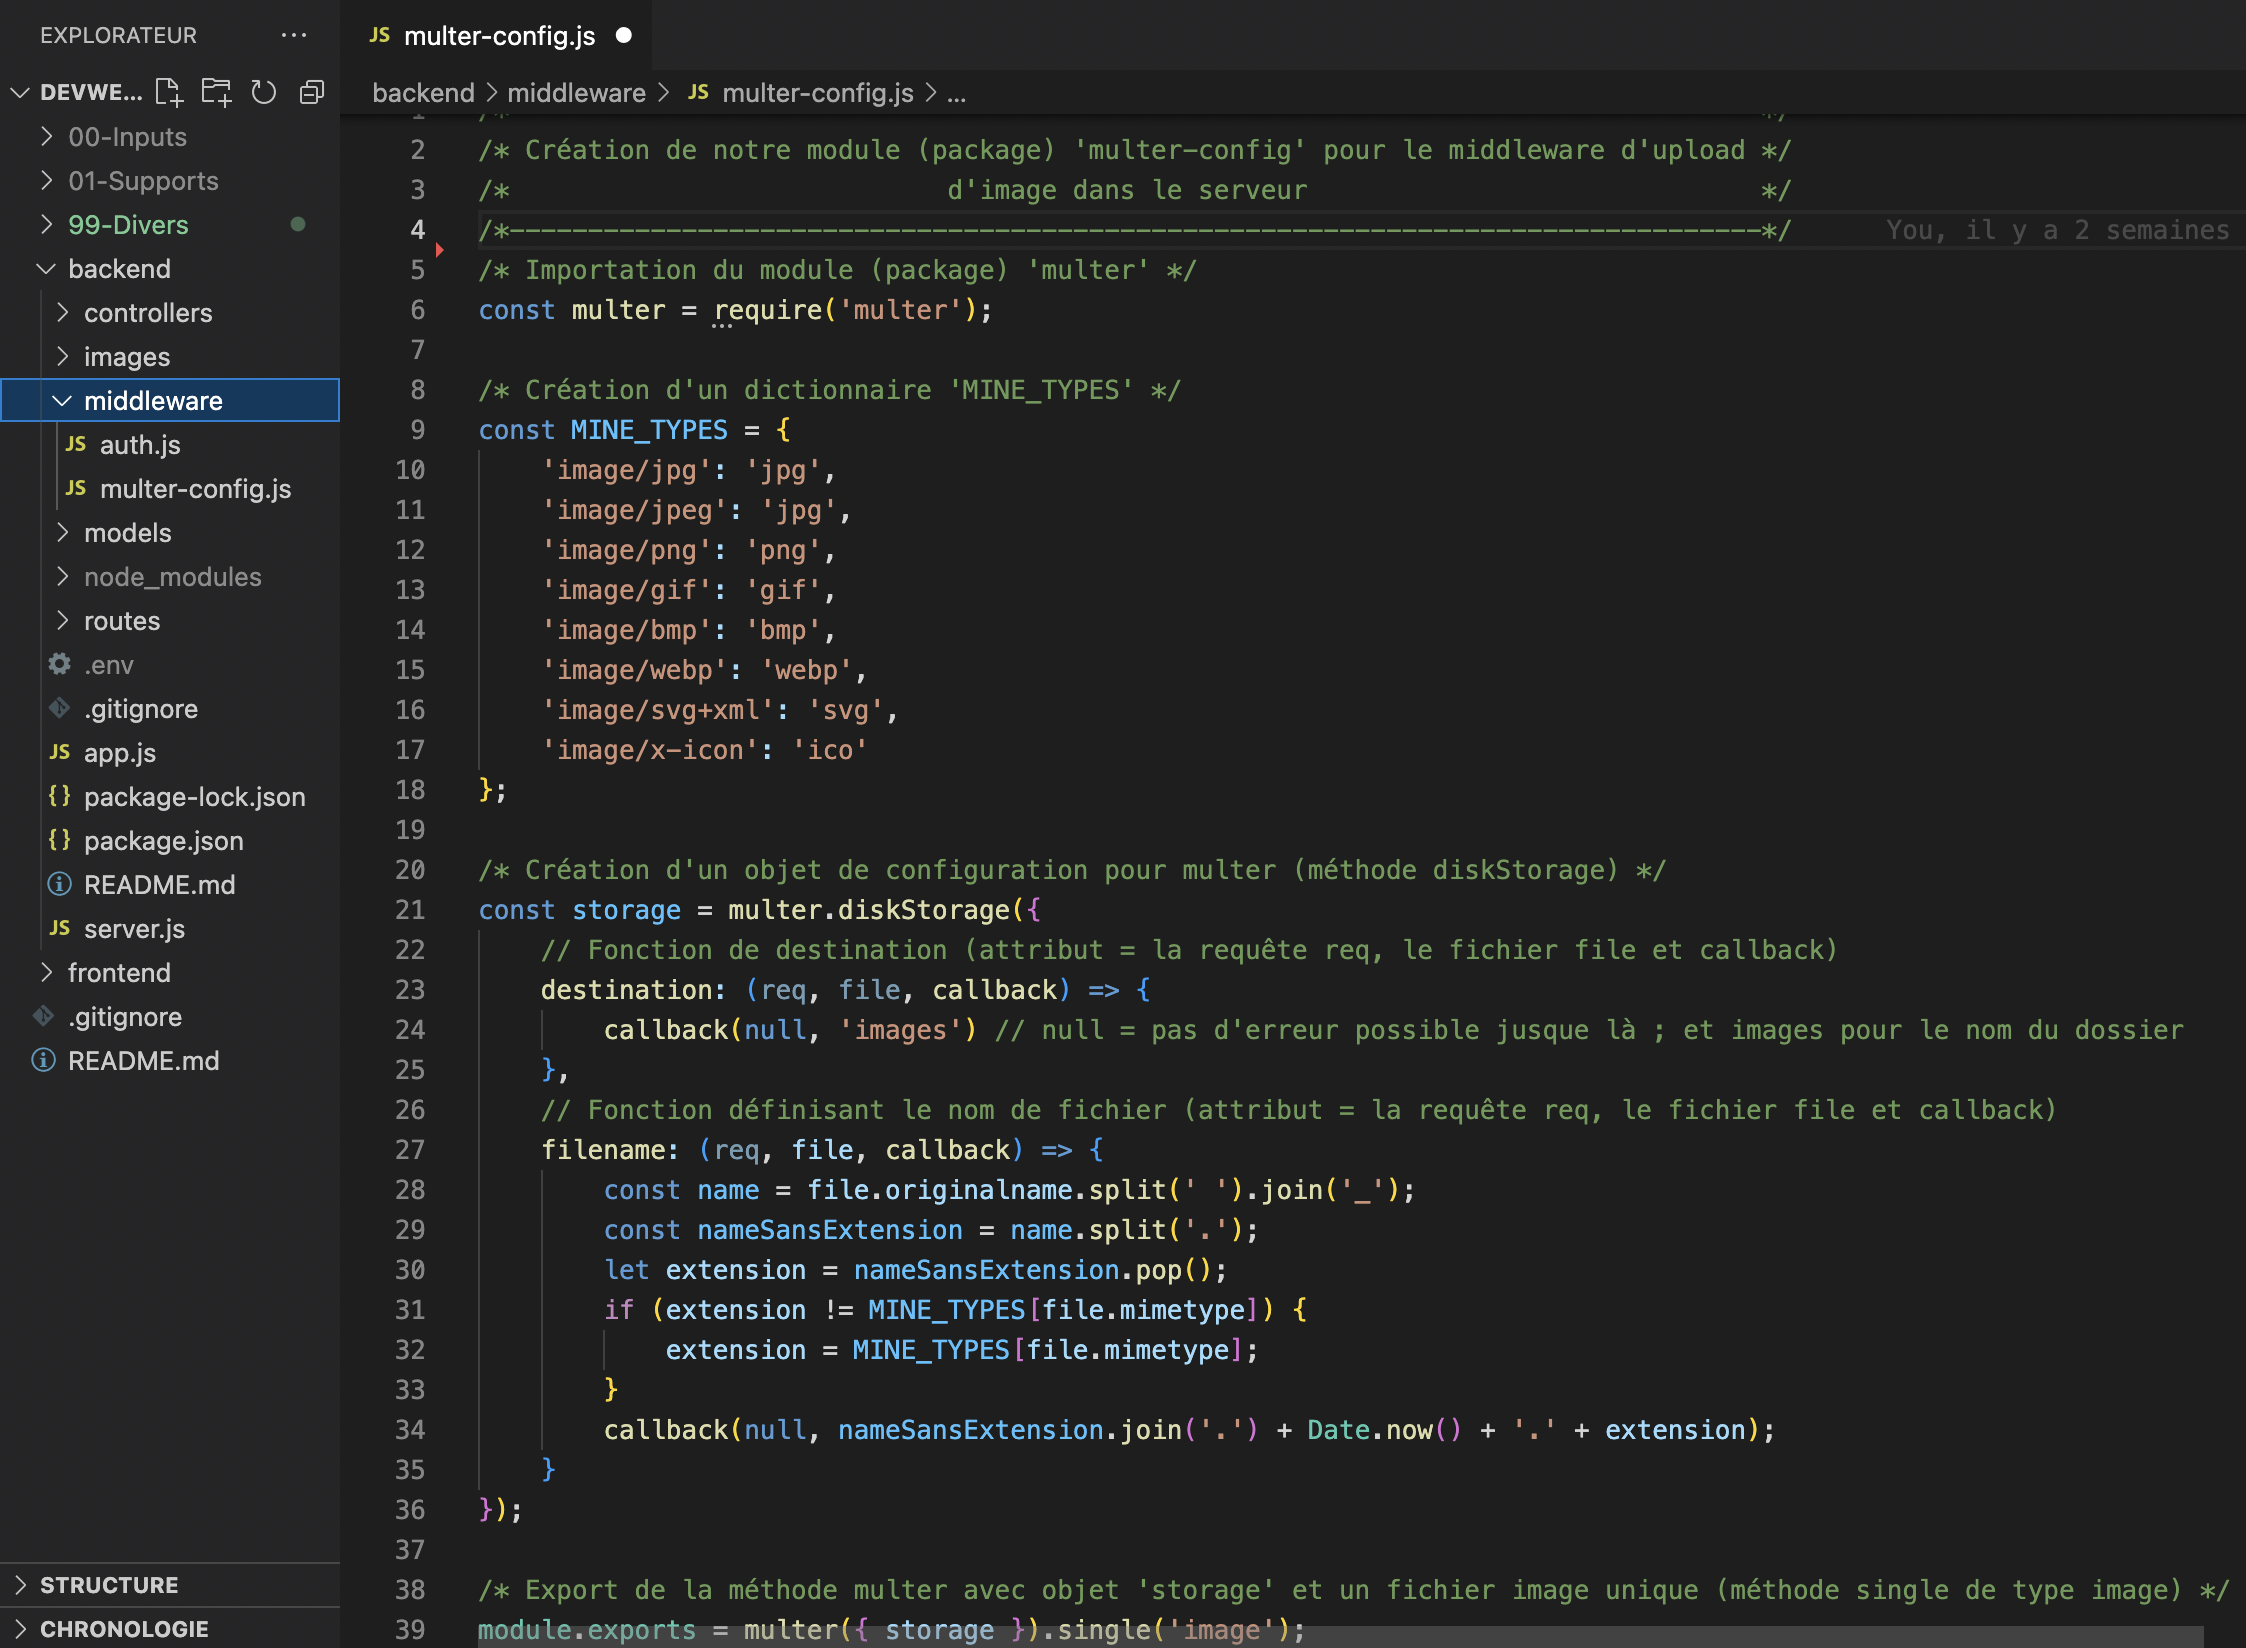 EXPLORATEUR ...
DEVWE...
00-Inputs
01-Supports
99-Divers
backend
controllers
images
middleware
JS auth.js
JS multer-config.js
models
node_modules
routes
.env
.gitignore
JS app.js
{} package-lock.json
{} package.json
README.md
JS server.js
frontend
.gitignore
README.md
STRUCTURE
CHRONOLOGIE
JS multer-config.js
backend > middleware > JS multer-config.js > ...
1 /* */
2 /* Création de notre module (package) 'multer-config' pour le middleware d'upload */
3 /* d'image dans le serveur */
4 /*--------------------------------------------------------------------------------*/ You, il y a 2 semaines
5 /* Importation du module (package) 'multer' */
6 const multer = require('multer');
7
8 /* Création d'un dictionnaire 'MINE_TYPES' */
9 const MINE_TYPES = {
10 'image/jpg': 'jpg',
11 'image/jpeg': 'jpg',
12 'image/png': 'png',
13 'image/gif': 'gif',
14 'image/bmp': 'bmp',
15 'image/webp': 'webp',
16 'image/svg+xml': 'svg',
17 'image/x-icon': 'ico'
18 };
19
20 /* Création d'un objet de configuration pour multer (méthode diskStorage) */
21 const storage = multer.diskStorage({
22 // Fonction de destination (attribut = la requête req, le fichier file et callback)
23 destination: (req, file, callback) => {
24 callback(null, 'images') // null = pas d'erreur possible jusque là ; et images pour le nom du dossier
25 },
26 // Fonction définisant le nom de fichier (attribut = la requête req, le fichier file et callback)
27 filename: (req, file, callback) => {
28 const name = file.originalname.split(' ').join('_');
29 const nameSansExtension = name.split('.');
30 let extension = nameSansExtension.pop();
31 if (extension != MINE_TYPES[file.mimetype]) {
32 extension = MINE_TYPES[file.mimetype];
33 }
34 callback(null, nameSansExtension.join('.') + Date.now() + '.' + extension);
35 }
36 });
37
38 /* Export de la méthode multer avec objet 'storage' et un fichier image unique (méthode single de type image) */
39 module.exports = multer({ storage }).single('image');